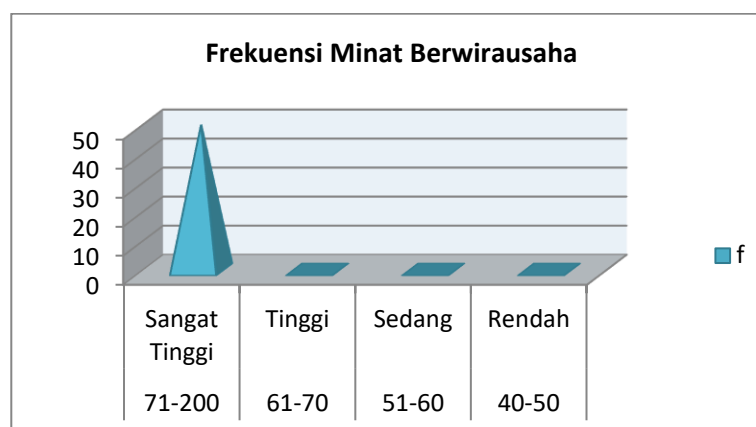 Frekuensi Minat Berwirausaha
50
40
30
20
10
0
f
Sangat Tinggi Sedang Rendah
Tinggi
71-200 61-70 51-60 40-50